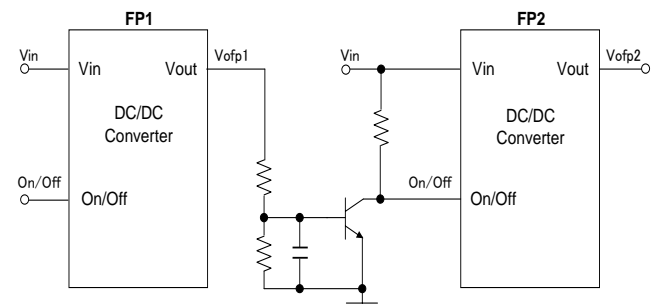 FP1
Vin
Vin
Vout
Vofp1
DC/DC
Converter
On/Off
On/Off
FP2
Vin
Vin
Vout
Vofp2
DC/DC
Converter
On/Off
On/Off